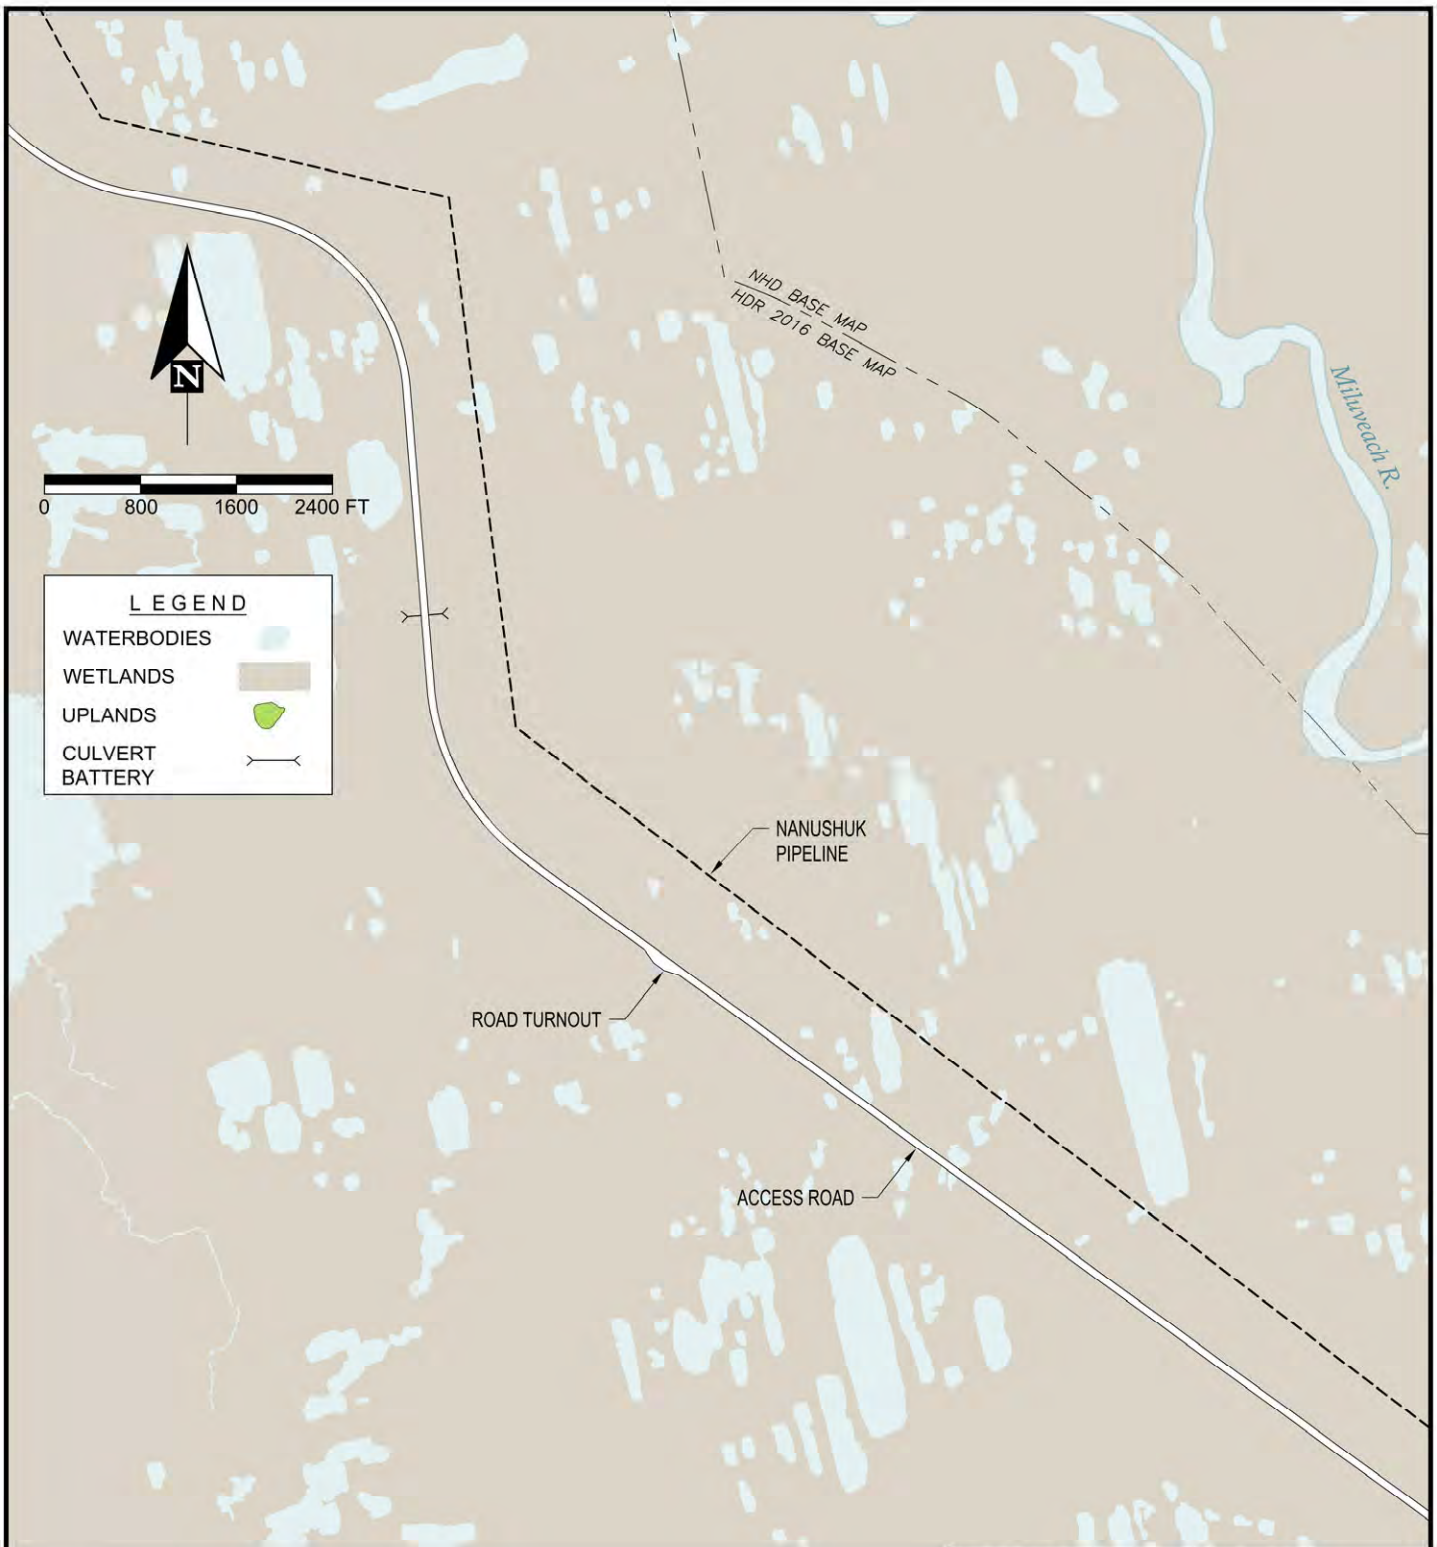 NHD BASE MAP
HDR 2016 BASE MAP
Miluveach R.
N
0 800 1600 2400 FT
LEGEND
WATERBODIES
WETLANDS
UPLANDS
CULVERT
BATTERY
NANUSHUK
PIPELINE
ROAD TURNOUT
ACCESS ROAD